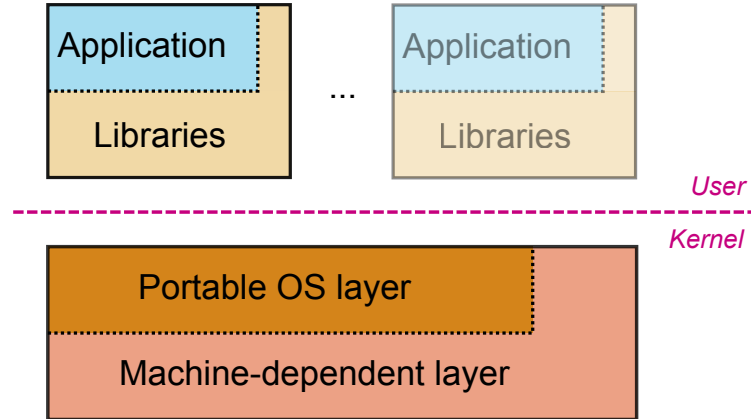 Application
Libraries
...
Application
Libraries
User
Kernel
Portable OS layer
Machine-dependent layer